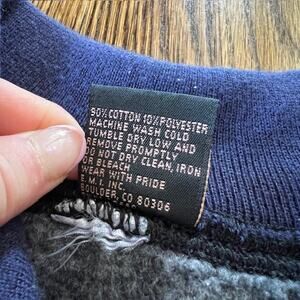 90% COTTON 10% POLYESTER
MACHINE WASH COLD
TUMBLE DRY LOW AND
REMOVE PROMPTLY
DO NOT DRY CLEAN, IRON
OR BLEACH
WEAR WITH PRIDE
E.M.I. INC.
BOULDER, CO 80306